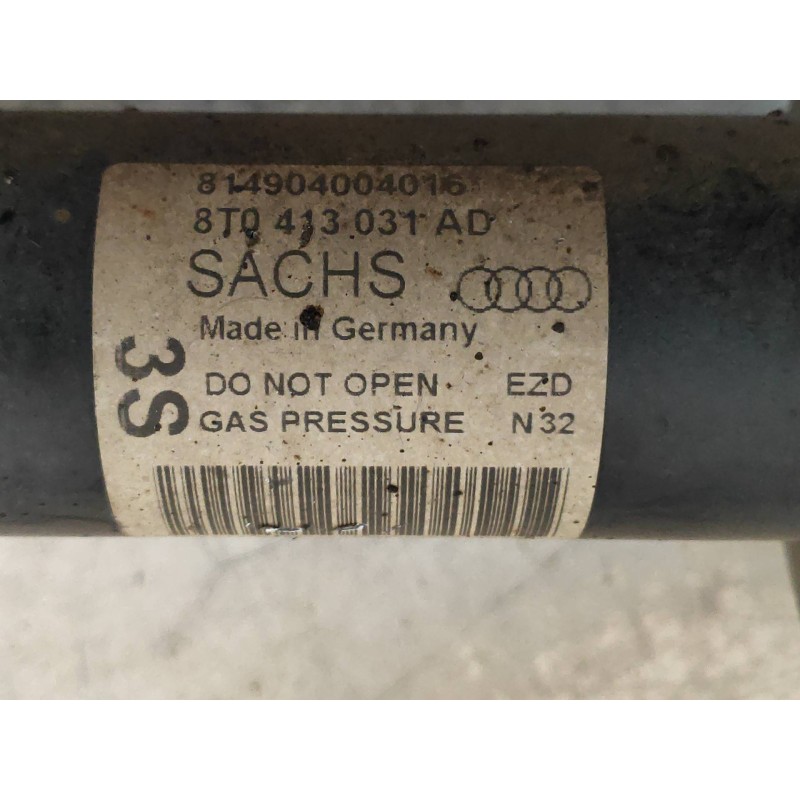 814904004016
8T0 413 031 AD
SACHS
Made in Germany
3S
DO NOT OPEN EZD
GAS PRESSURE N32